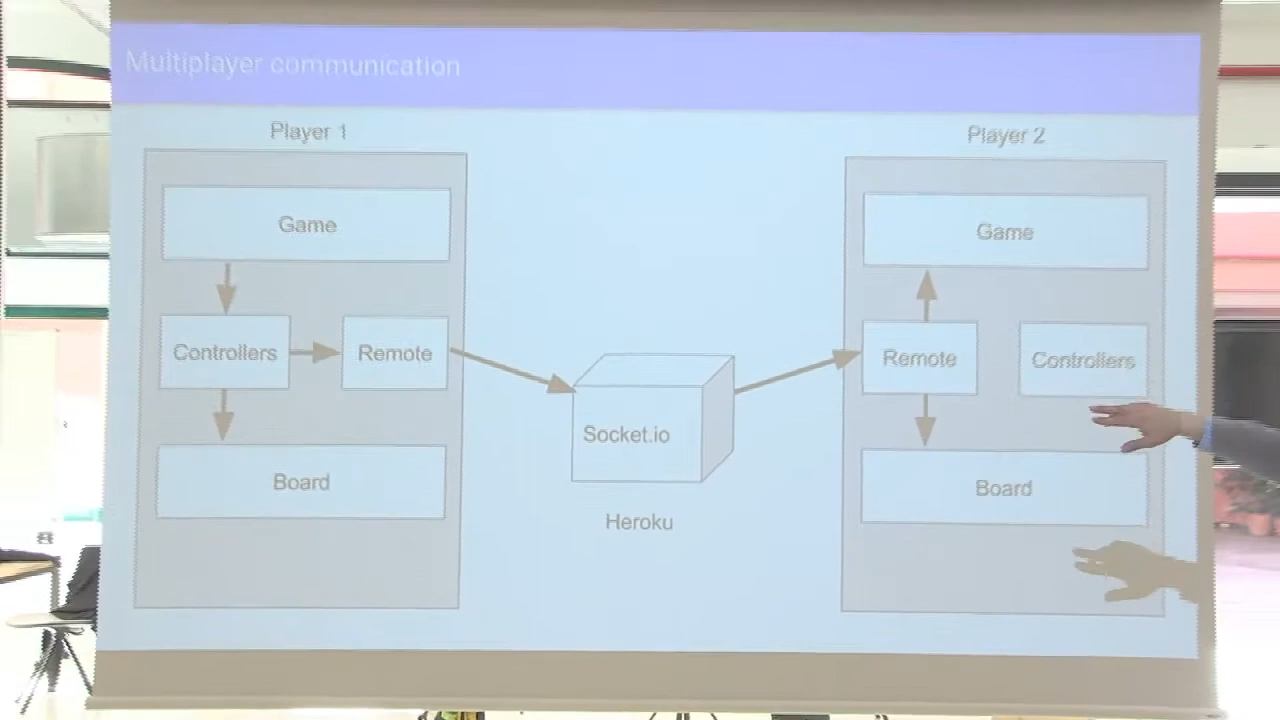 Multiplayer communication
Player 1
Game
Controllers
Remote
Board
Socket.io
Heroku
Player 2
Game
Remote
Controllers
Board